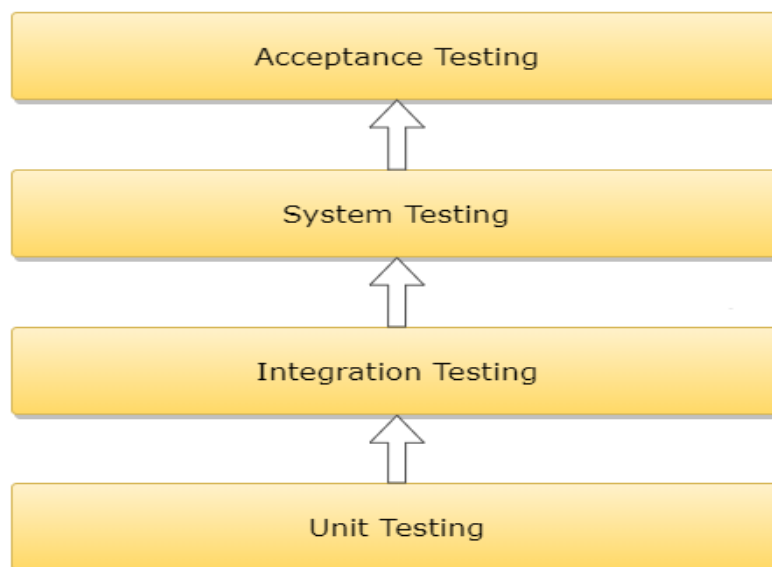 Acceptance Testing
System Testing
Integration Testing
Unit Testing